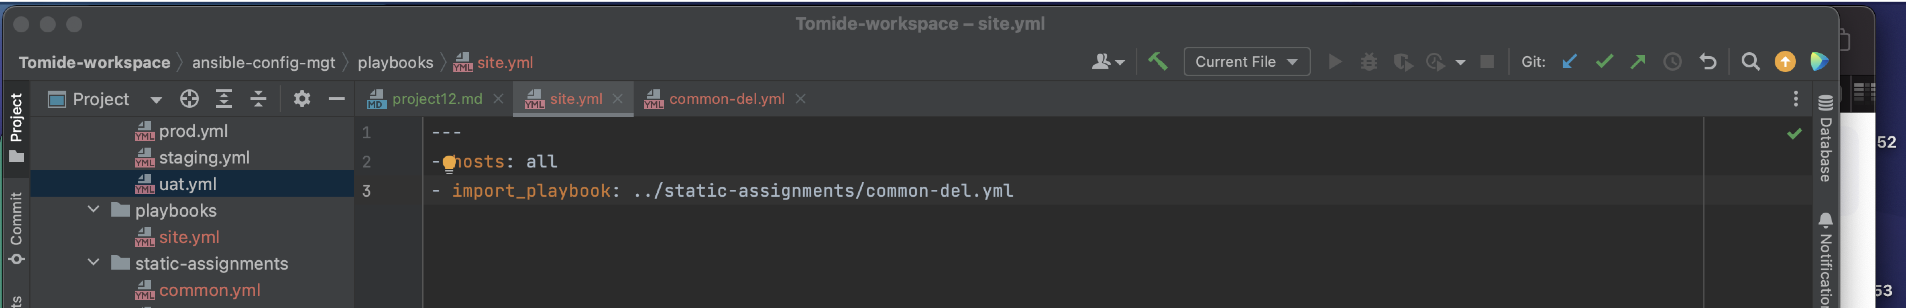 Tomide-workspace – site.yml
Tomide-workspace ansible-config-mgt playbooks site.yml
Current File
Git:
Project
project12.md
site.yml
common-del.yml
Project
Commit
prod.yml
staging.yml
uat.yml
playbooks
site.yml
static-assignments
common.yml
1 ---
2 - hosts: all
3 - import_playbook: ../static-assignments/common-del.yml
Database
52
53